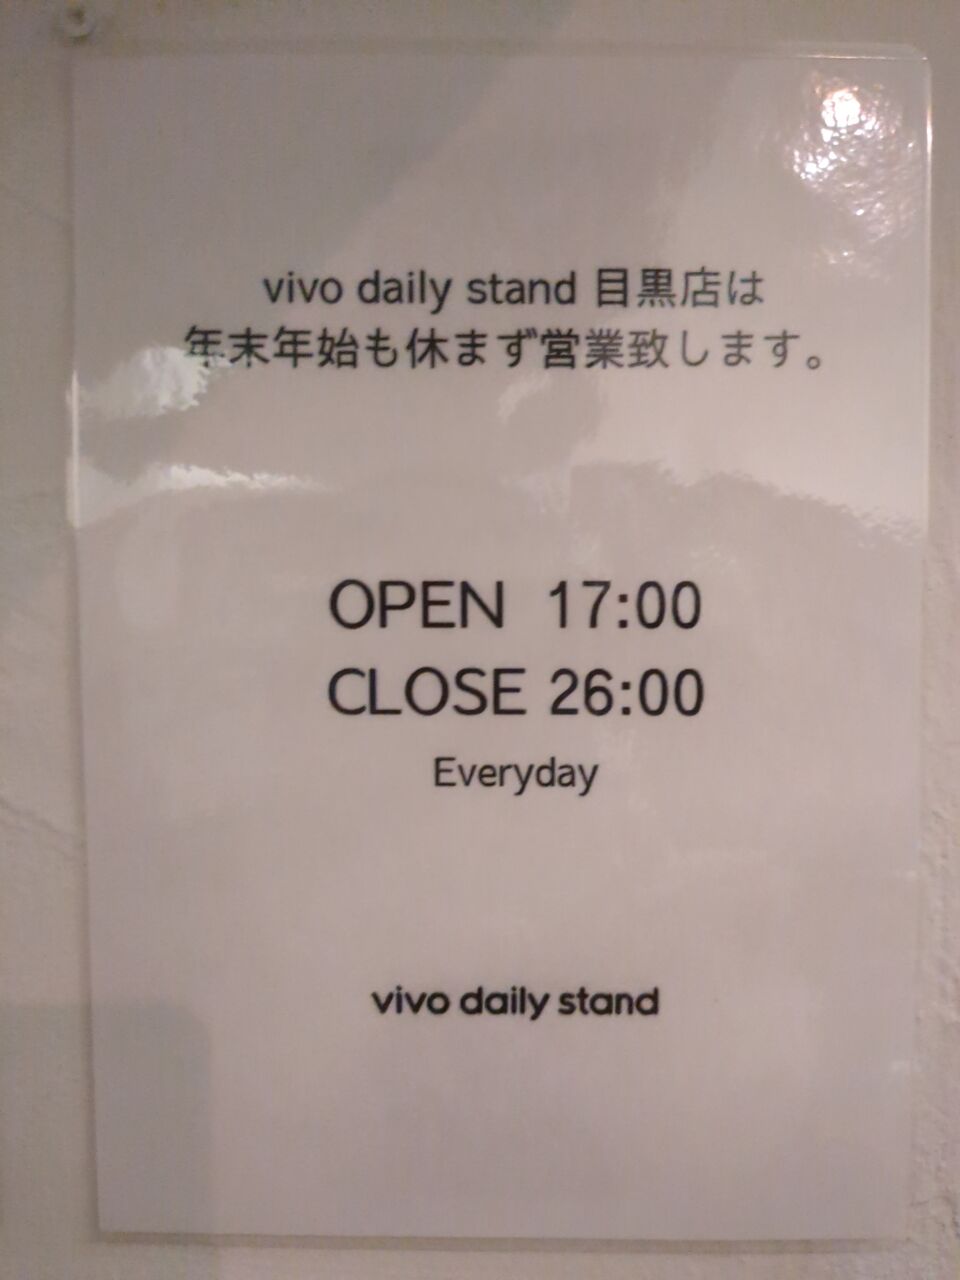 vivo daily stand 目黒店は
年末年始も休まず営業致します。
OPEN 17:00
CLOSE 26:00
Everyday
vivo daily stand